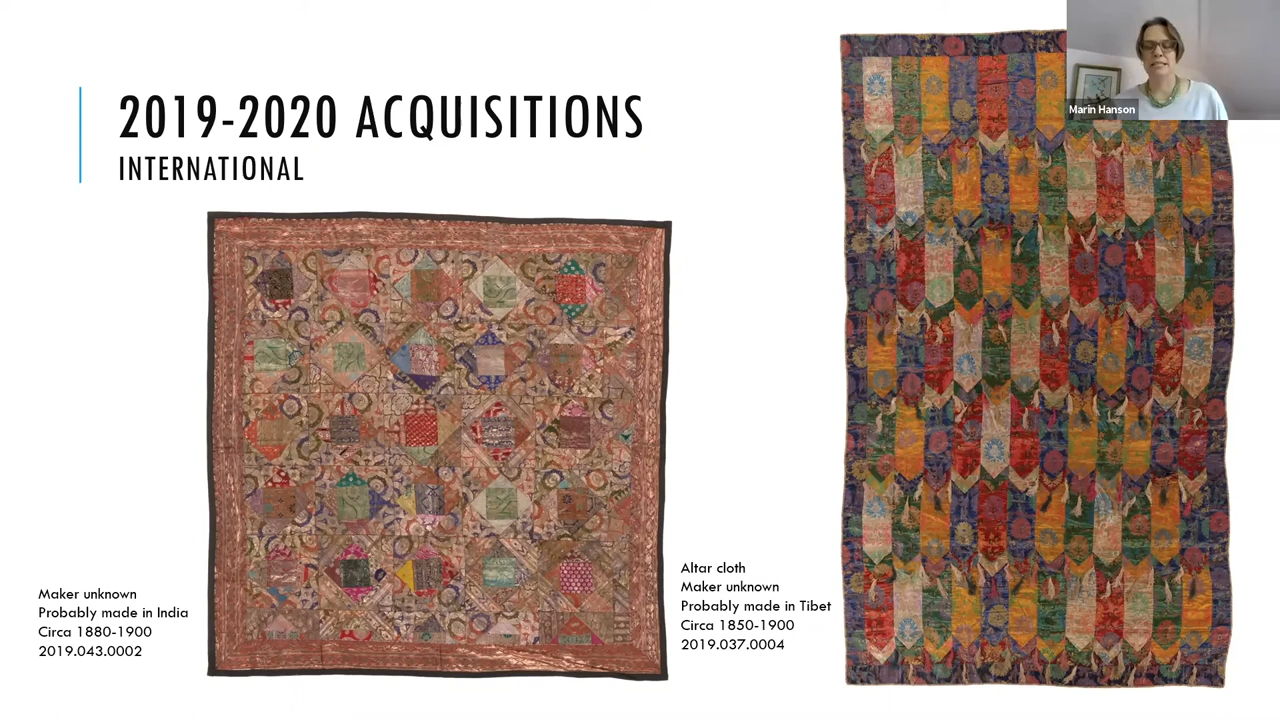 2019-2020 ACQUISITIONS
INTERNATIONAL
Marin Hanson
Maker unknown
Probably made in India
Circa 1880-1900
2019.043.0002
Altar cloth
Maker unknown
Probably made in Tibet
Circa 1850-1900
2019.037.0004